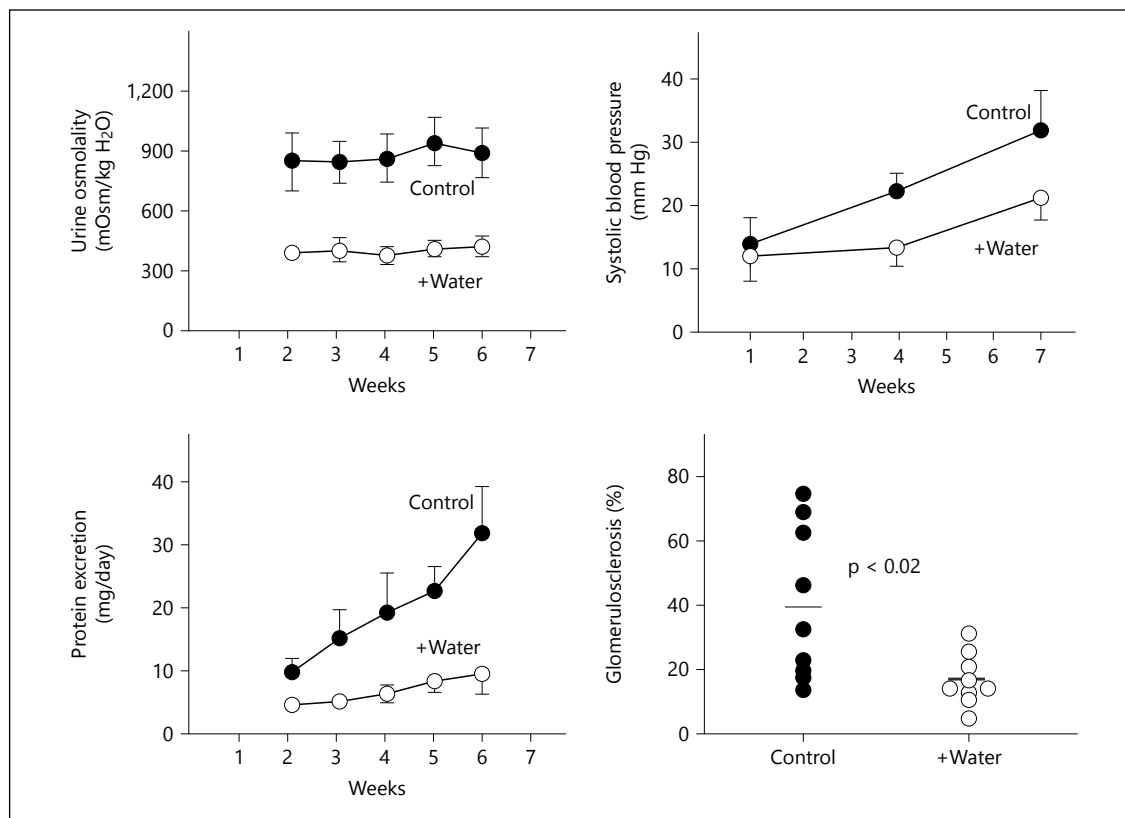 Urine osmolality
(mOsm/kg H₂O)
1,200
900
600
300
0
Control
+Water
1 2 3 4 5 6 7
Weeks
Systolic blood pressure
(mm Hg)
40
30
20
10
0
Control
+Water
1 2 3 4 5 6 7
Weeks
Protein excretion
(mg/day)
40
30
20
10
0
Control
+Water
1 2 3 4 5 6 7
Weeks
Glomerulosclerosis (%)
80
60
40
20
0
p < 0.02
Control +Water